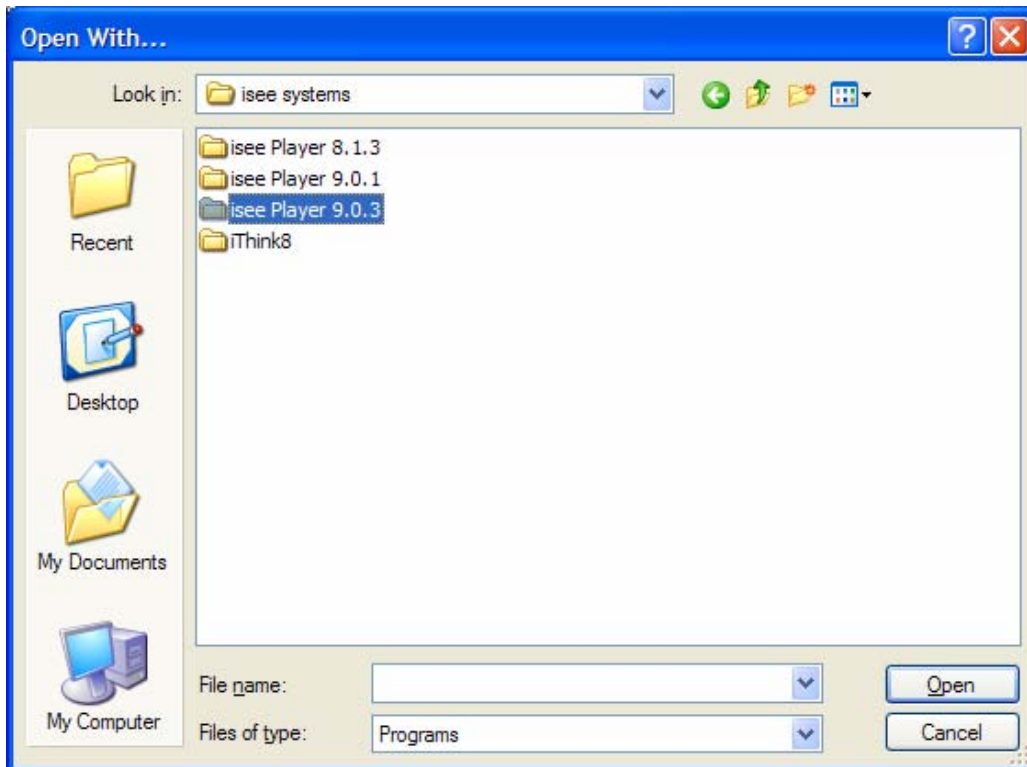 Open With...
Look in: isee systems
isee Player 8.1.3
isee Player 9.0.1
isee Player 9.0.3
iThink8
Recent
Desktop
My Documents
My Computer
File name:
Open
Files of type: Programs
Cancel